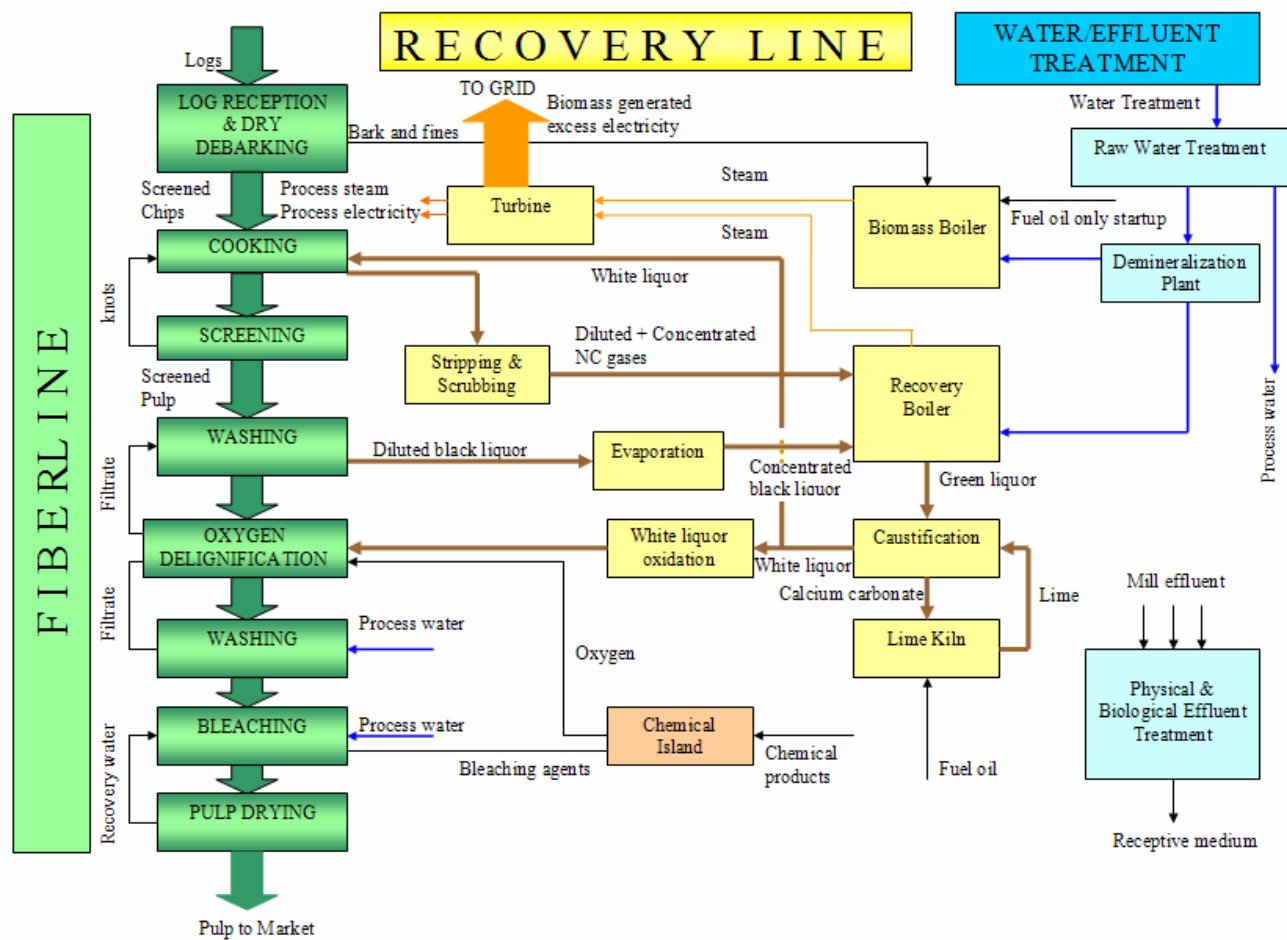 RECOVERY LINE
WATER/EFFLUENT
TREATMENT
FIBERLINE
Logs
LOG RECEPTION
& DRY
DEBARKING
Bark and fines
TO GRID
Biomass generated
excess electricity
Water Treatment
Raw Water Treatment
Screened
Chips
Process steam
Process electricity
Turbine
Steam
Steam
Biomass Boiler
Fuel oil only startup
Demineralization
Plant
COOKING
White liquor
knots
SCREENING
Stripping &
Scrubbing
Diluted + Concentrated
NC gases
Recovery
Boiler
Process water
Screened
Pulp
WASHING
Diluted black liquor
Evaporation
Concentrated
black liquor
Green liquor
Filtrate
OXYGEN
DELIGNIFICATION
White liquor
oxidation
White liquor
Caustification
Calcium carbonate
Lime
Mill effluent
Filtrate
WASHING
Process water
Oxygen
Lime Kiln
Physical &
Biological Effluent
Treatment
BLEACHING
Process water
Bleaching agents
Chemical
Island
Chemical
products
Fuel oil
Recovery water
PULP DRYING
Receptive medium
Pulp to Market